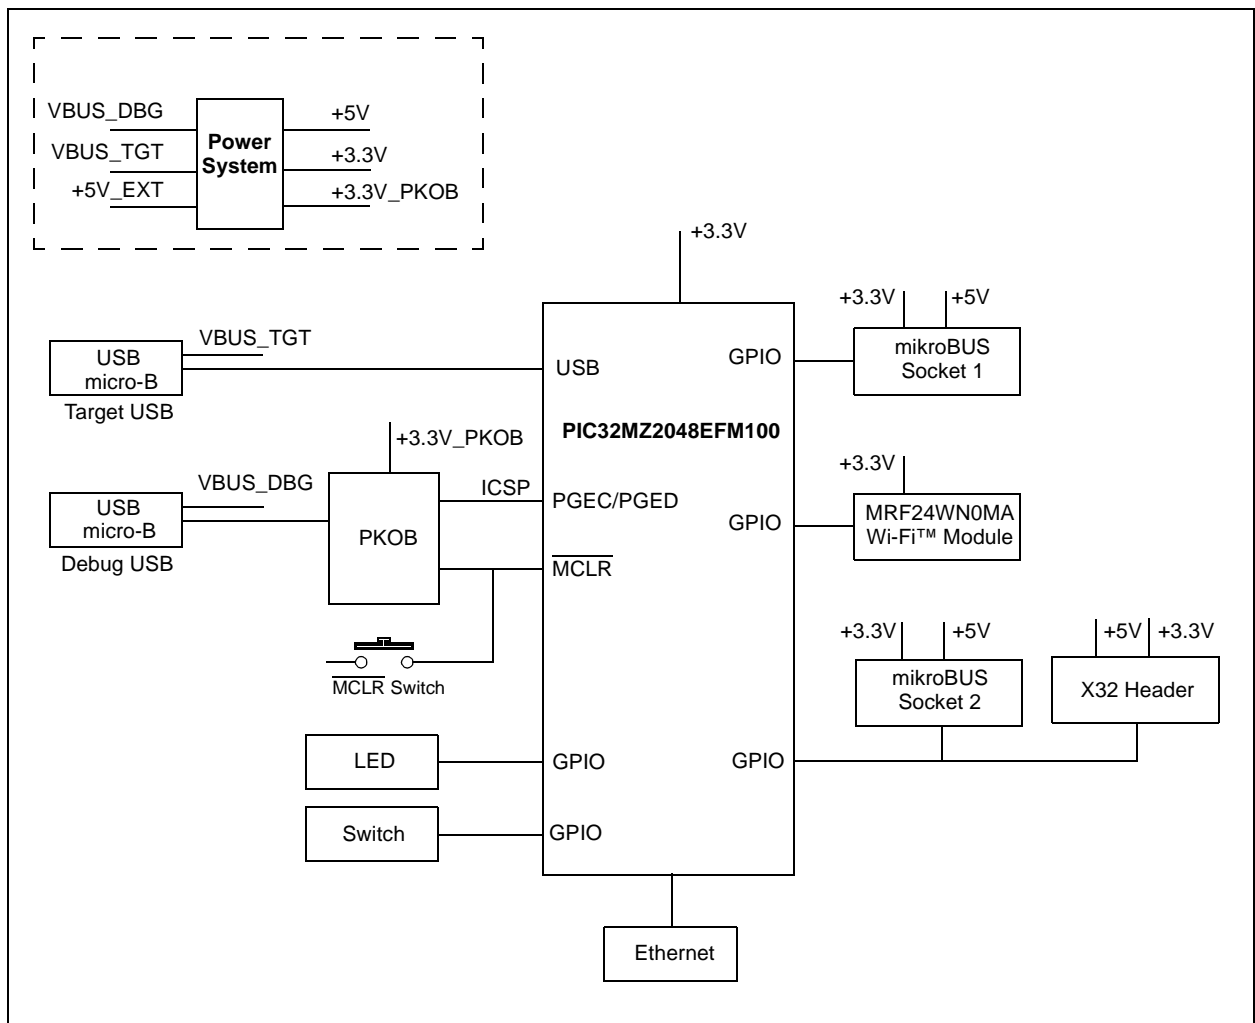 VBUS_DBG
VBUS_TGT
+5V_EXT
Power
System
+5V
+3.3V
+3.3V_PKOB
+3.3V
VBUS_TGT
USB
micro-B
Target USB
USB
GPIO
+3.3V
+5V
mikroBUS
Socket 1
PIC32MZ2048EFM100
+3.3V_PKOB
VBUS_DBG
USB
micro-B
Debug USB
PKOB
ICSP
PGEC/PGED
MCLR
GPIO
+3.3V
MRF24WN0MA
Wi-Fi™ Module
MCLR Switch
+3.3V
+5V
mikroBUS
Socket 2
+5V
+3.3V
X32 Header
LED
GPIO
GPIO
Switch
GPIO
Ethernet